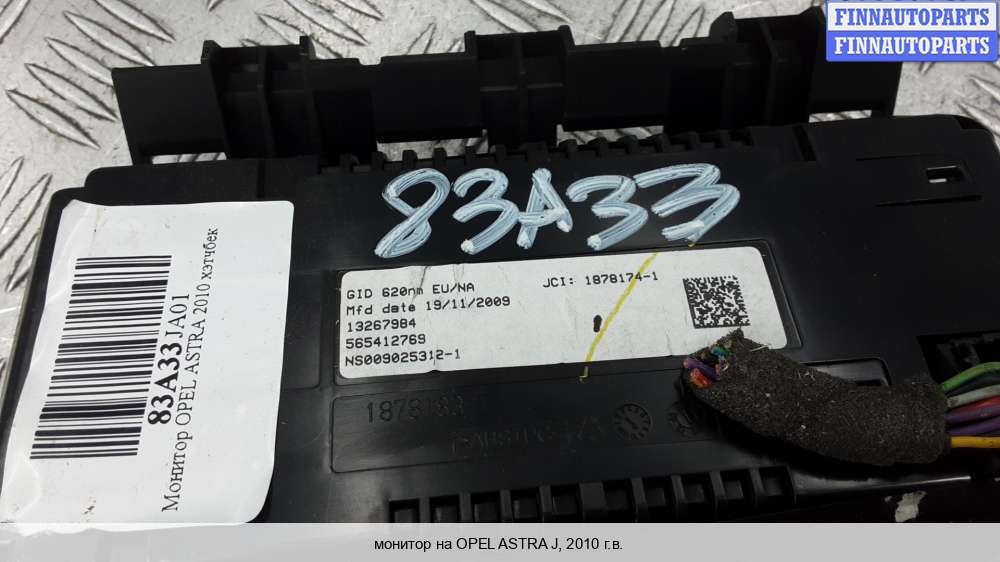 FINNAUTOPARTS
FINNAUTOPARTS
83A33
GID 620nm EU/NA
JCI: 1878174-1
Mfd date 19/11/2009
13267984
565412769
NS009025312-1
1878183
83A33JA01
Монитор OPEL ASTRA 2010 хэтчбек
монитор на OPEL ASTRA J, 2010 г.в.